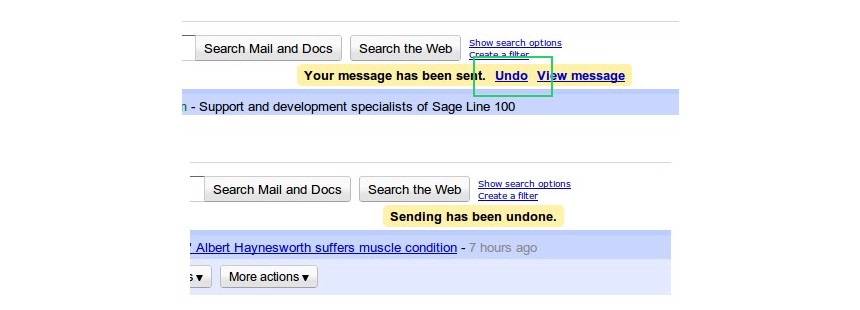 Search Mail and Docs Search the Web Show search options
Create a filter
Your message has been sent. Undo View message
- Support and development specialists of Sage Line 100
Search Mail and Docs Search the Web Show search options
Create a filter
Sending has been undone.
' Albert Haynesworth suffers muscle condition - 7 hours ago
s ▾ More actions ▾